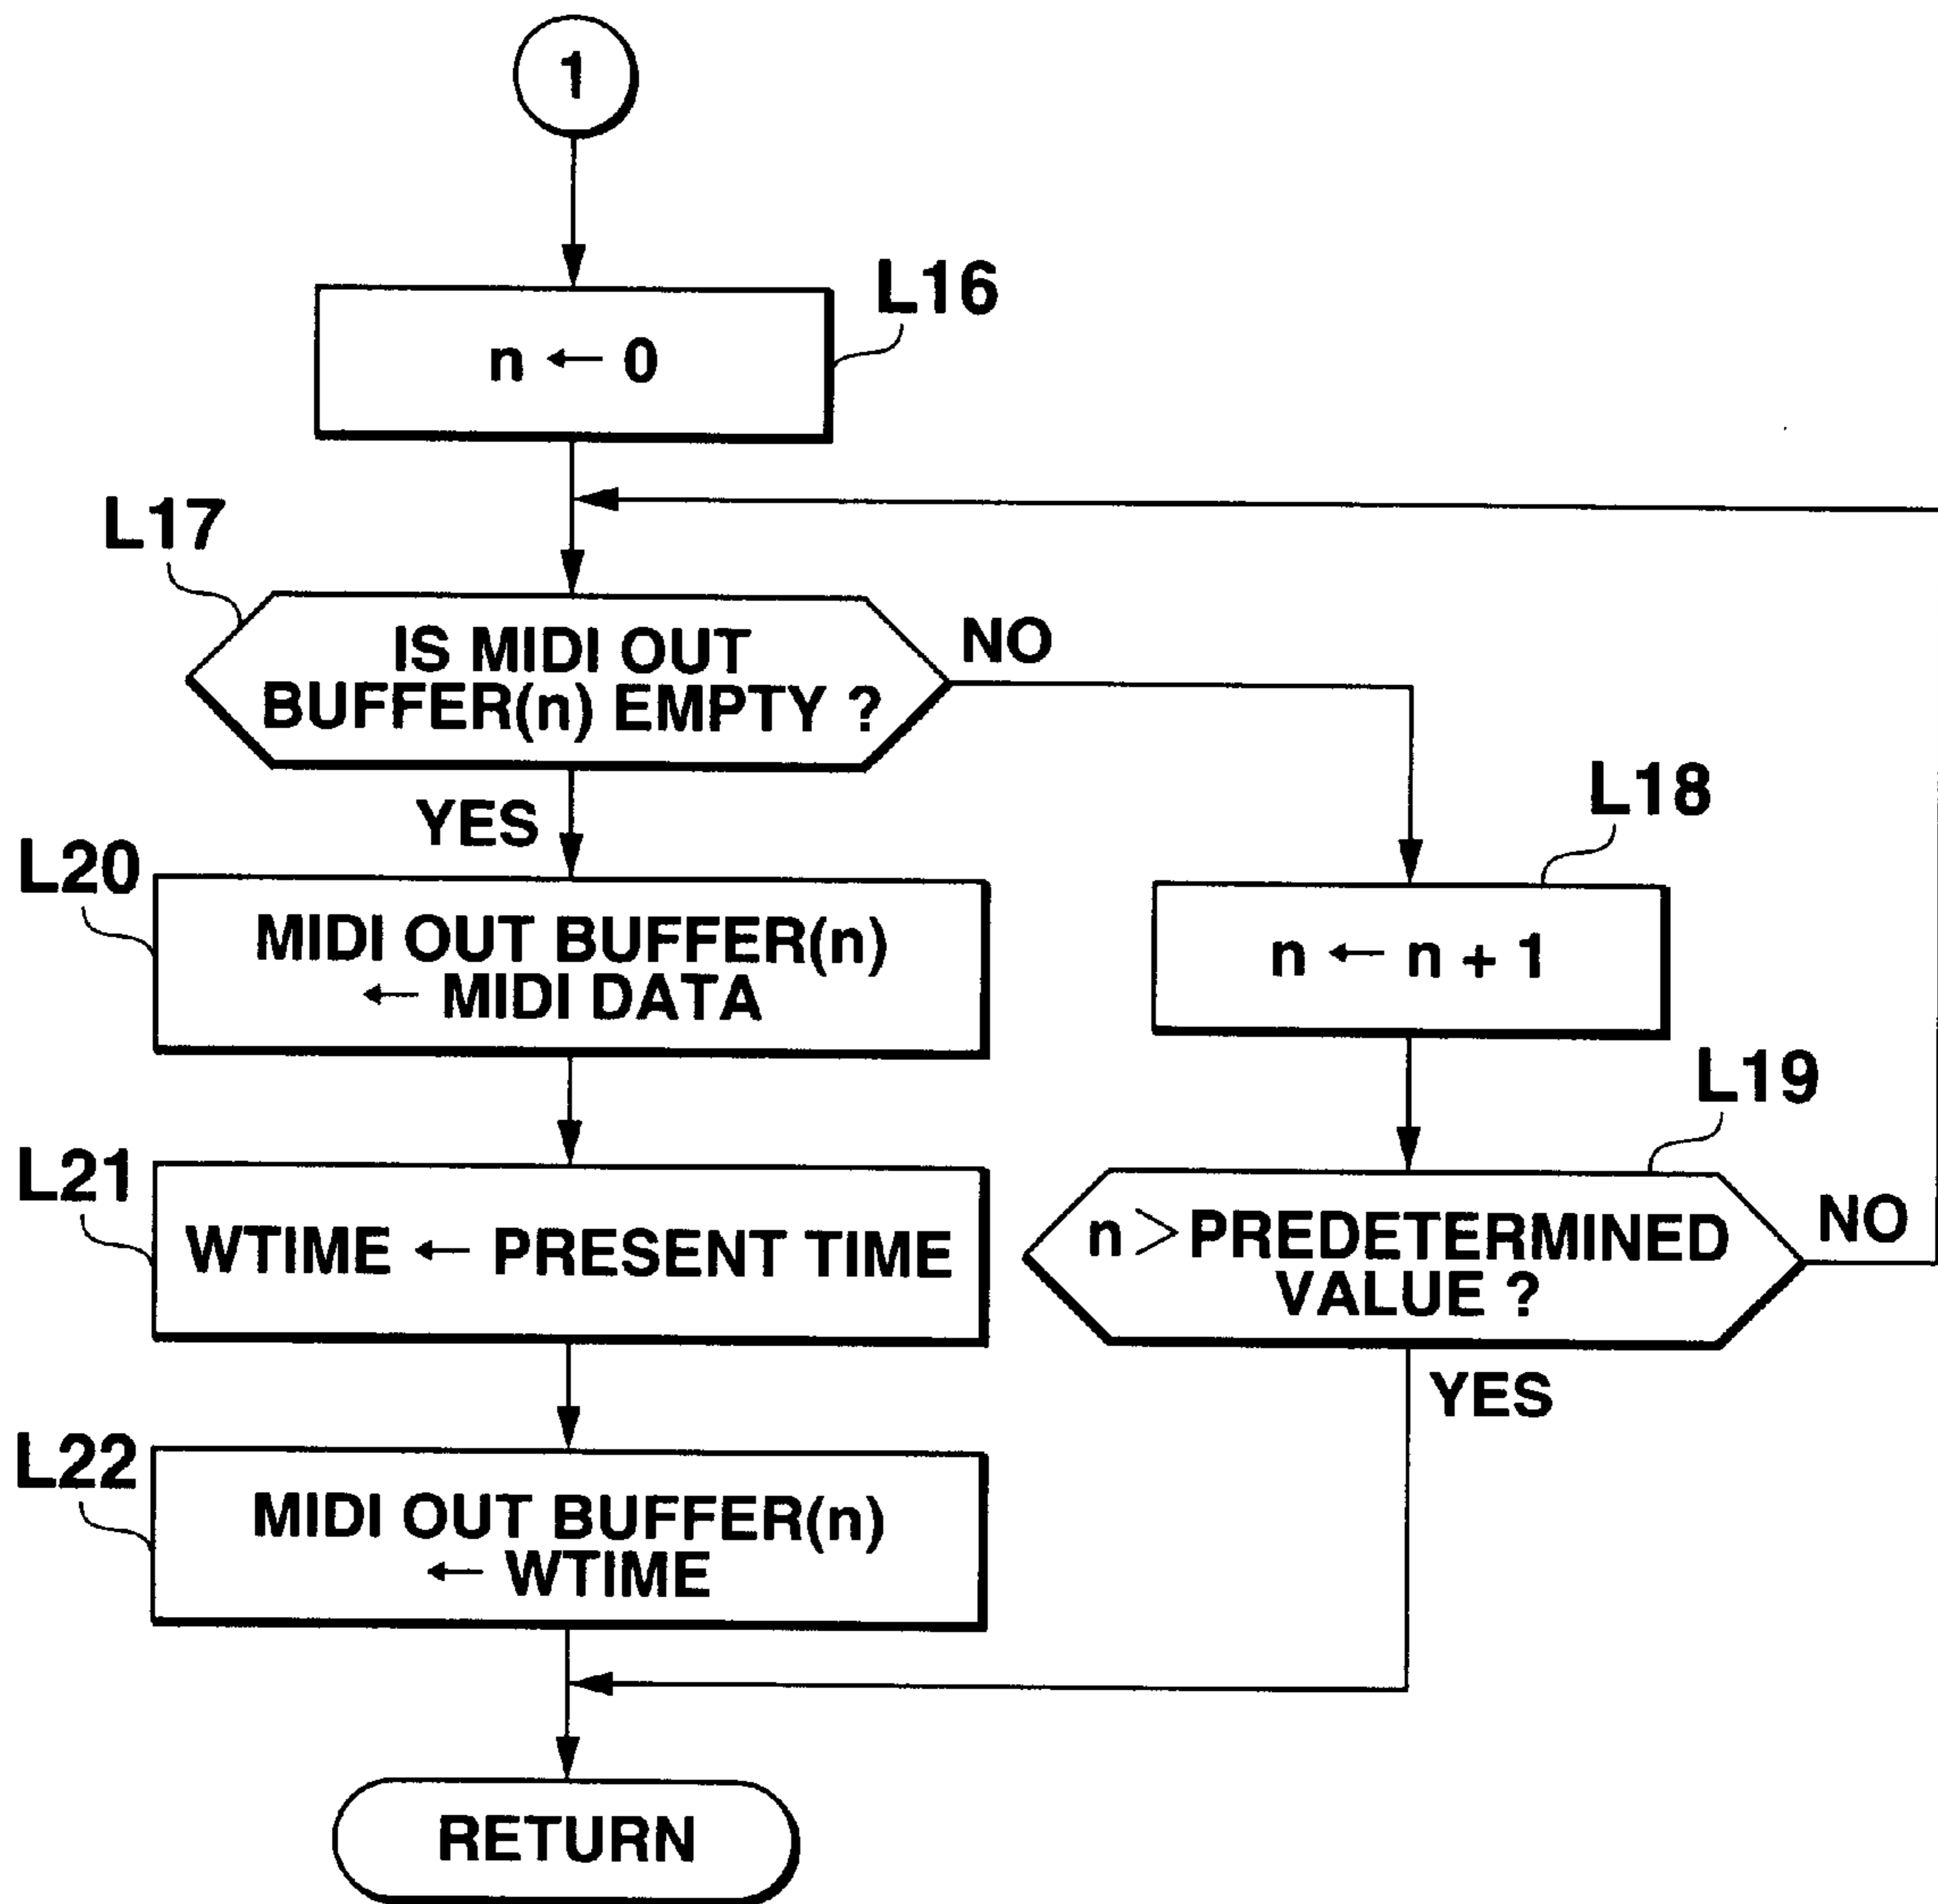 1
L16
n ← 0
L17
IS MIDI OUT
BUFFER(n) EMPTY ?
NO
YES
L18
n ← n + 1
L20
MIDI OUT BUFFER(n)
← MIDI DATA
L19
n > PREDETERMINED
VALUE ?
NO
YES
L21
WTIME ← PRESENT TIME
L22
MIDI OUT BUFFER(n)
← WTIME
RETURN